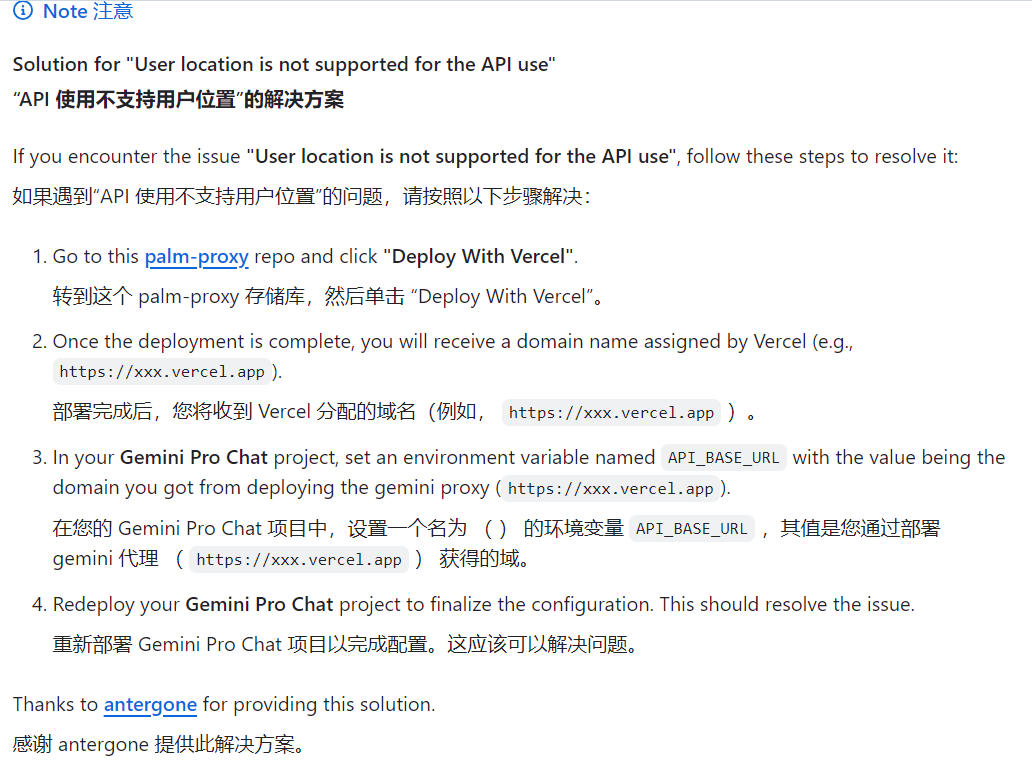 Note 注意
Solution for "User location is not supported for the API use"
“API 使用不支持用户位置”的解决方案
If you encounter the issue "User location is not supported for the API use", follow these steps to resolve it:
如果遇到“API 使用不支持用户位置”的问题，请按照以下步骤解决：
1. Go to this palm-proxy repo and click "Deploy With Vercel".
转到这个 palm-proxy 存储库，然后单击 “Deploy With Vercel”。
2. Once the deployment is complete, you will receive a domain name assigned by Vercel (e.g.,
https://xxx.vercel.app ).
部署完成后，您将收到 Vercel 分配的域名（例如， https://xxx.vercel.app ）。
3. In your Gemini Pro Chat project, set an environment variable named API_BASE_URL with the value being the
domain you got from deploying the gemini proxy ( https://xxx.vercel.app ).
在您的 Gemini Pro Chat 项目中，设置一个名为 （ ） 的环境变量 API_BASE_URL ，其值是您通过部署
gemini 代理 （ https://xxx.vercel.app ） 获得的域。
4. Redeploy your Gemini Pro Chat project to finalize the configuration. This should resolve the issue.
重新部署 Gemini Pro Chat 项目以完成配置。这应该可以解决问题。
Thanks to antergone for providing this solution.
感谢 antergone 提供此解决方案。